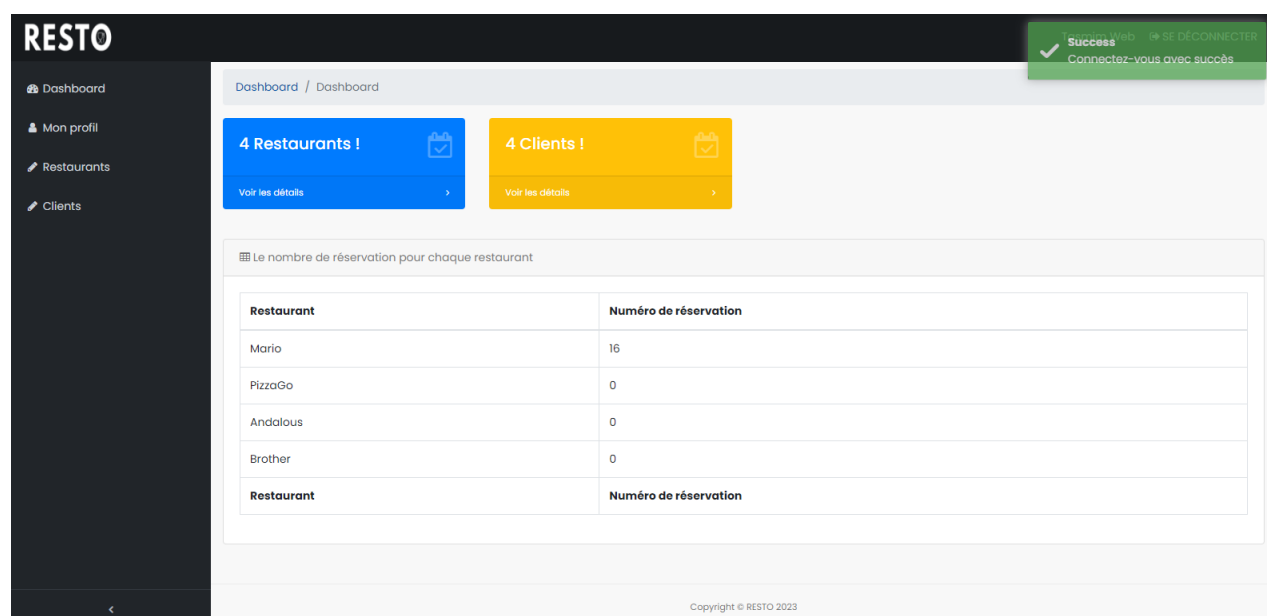 RESTO
Tasmim Web SE DÉCONNECTER
Success
Connectez-vous avec succès
Dashboard
Mon profil
Restaurants
Clients
Dashboard / Dashboard
4 Restaurants !
Voir les détails
4 Clients !
Voir les détails
Le nombre de réservation pour chaque restaurant
Restaurant Numéro de réservation
Mario 16
PizzaGo 0
Andalous 0
Brother 0
Restaurant Numéro de réservation
Copyright © RESTO 2023